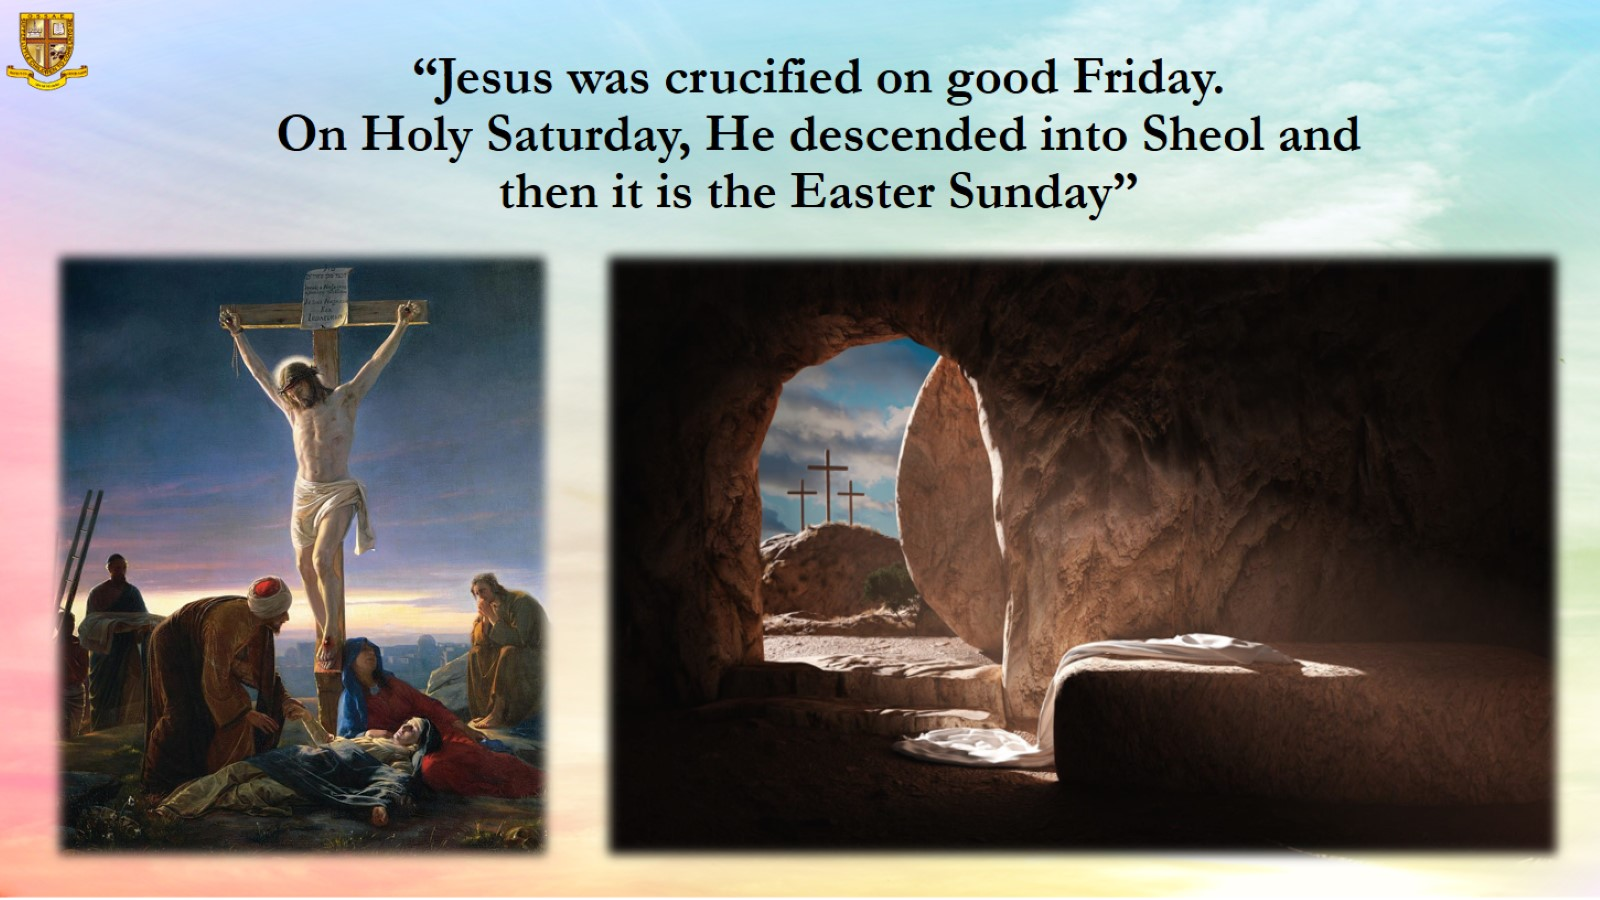 “Jesus was crucified on good Friday.
On Holy Saturday, He descended into Sheol and
then it is the Easter Sunday”